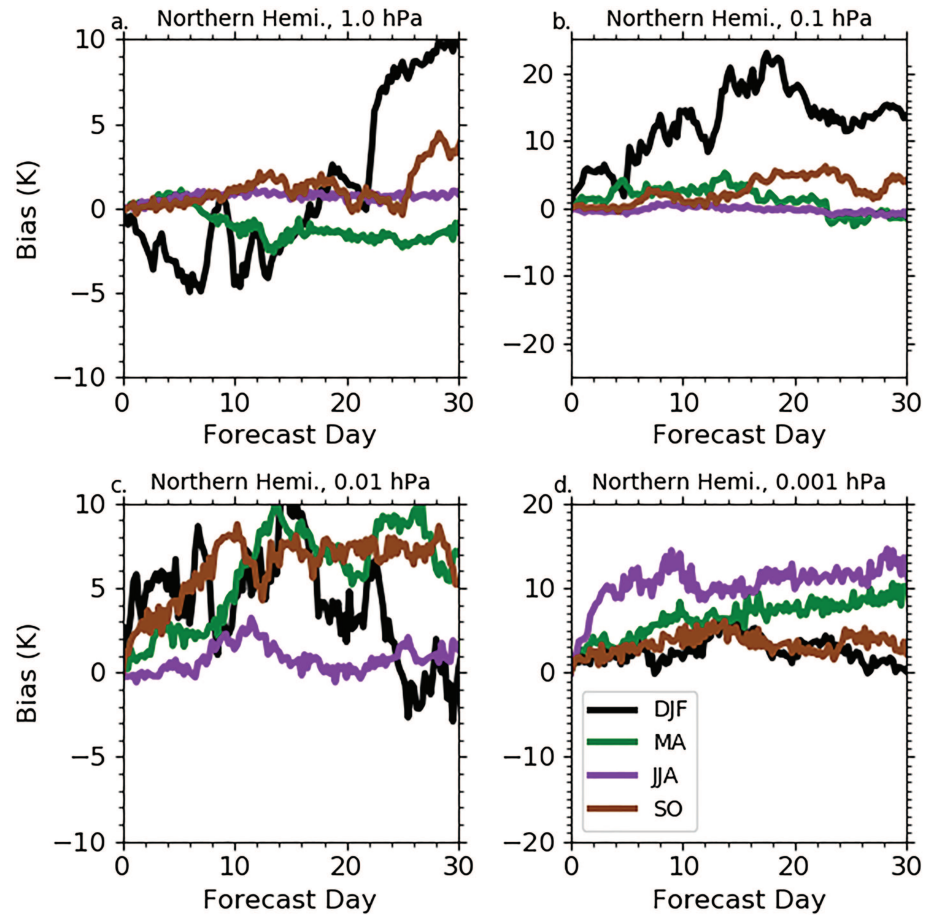 a. Northern Hemi., 1.0 hPa
10
5
0
−5
−10
Bias (K)
0 10 20 30
Forecast Day
b. Northern Hemi., 0.1 hPa
20
10
0
−10
−20
0 10 20 30
Forecast Day
c. Northern Hemi., 0.01 hPa
10
5
0
−5
−10
Bias (K)
0 10 20 30
Forecast Day
d. Northern Hemi., 0.001 hPa
20
10
0
−10
−20
DJF
MA
JJA
SO
0 10 20 30
Forecast Day